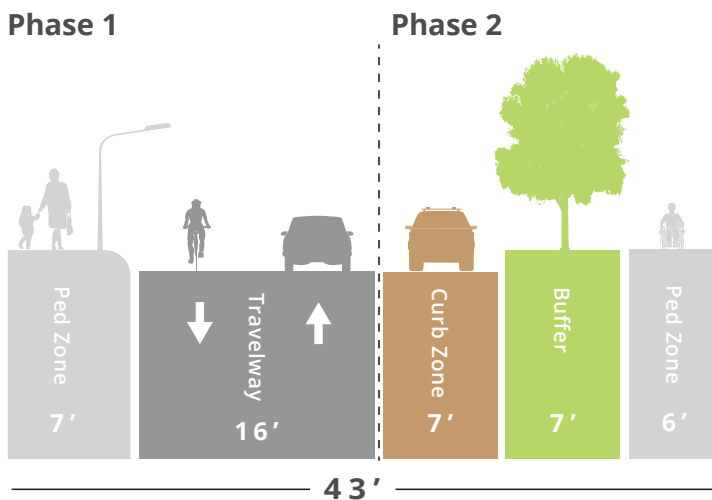 Phase 1
Phase 2
Ped Zone
7'
Travelway
16'
Curb Zone
7'
Buffer
7'
Ped Zone
6'
43'